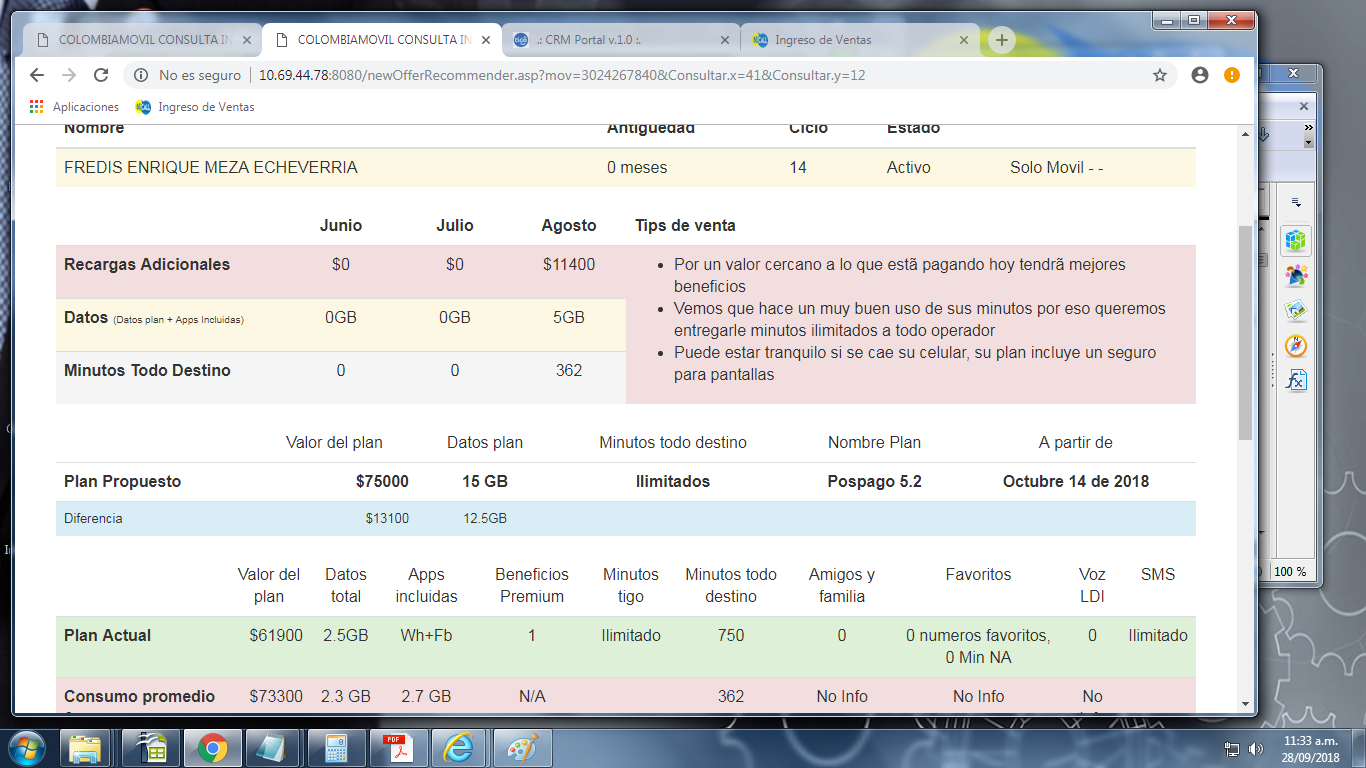 COLOMBIAMOVIL CONSULTA IN
COLOMBIAMOVIL CONSULTA IN
tigo
.: CRM Portal v.1.0 :.
Ingreso de Ventas
No es seguro | 10.69.44.78:8080/newOfferRecommender.asp?mov=3024267840&Consultar.x=41&Consultar.y=12
Aplicaciones
Ingreso de Ventas
Nombre Antiguedad Ciclo Estado
FREDIS ENRIQUE MEZA ECHEVERRIA 0 meses 14 Activo Solo Movil - -
Junio Julio Agosto Tips de venta
Recargas Adicionales $0 $0 $11400
Datos (Datos plan + Apps Incluidas) 0GB 0GB 5GB
Minutos Todo Destino 0 0 362
• Por un valor cercano a lo que estã pagando hoy tendrã mejores
beneficios
• Vemos que hace un muy buen uso de sus minutos por eso queremos
entregarle minutos ilimitados a todo operador
• Puede estar tranquilo si se cae su celular, su plan incluye un seguro
para pantallas
Valor del plan Datos plan Minutos todo destino Nombre Plan A partir de
Plan Propuesto $75000 15 GB Ilimitados Pospago 5.2 Octubre 14 de 2018
Diferencia $13100 12.5GB
Valor del Datos Apps Beneficios Minutos Minutos todo Amigos y Favoritos Voz SMS
plan total incluidas Premium tigo destino familia LDI
Plan Actual $61900 2.5GB Wh+Fb 1 Ilimitado 750 0 0 numeros favoritos, 0 Ilimitado
0 Min NA
Consumo promedio $73300 2.3 GB 2.7 GB N/A 362 No Info No Info No
100 %
PDF
11:33 a.m.
28/09/2018